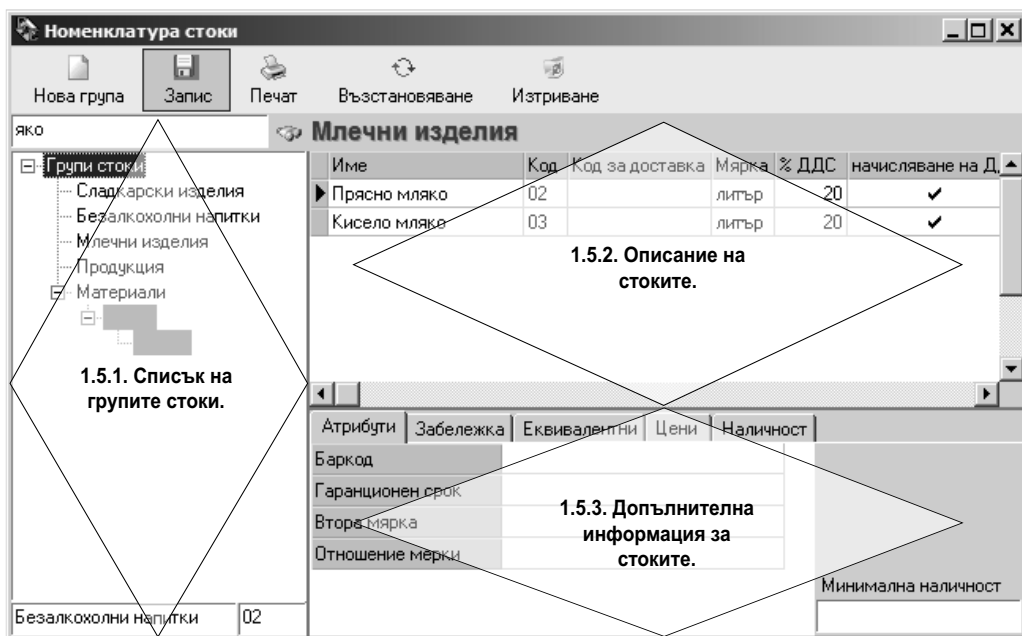 Номенклатура стоки
Нова група Запис Печат Възстановяване Изтриване
яко
Млечни изделия
Групи стоки
Сладкарски изделия
Безалкохолни напитки
Млечни изделия
Продукция
Материали
1.5.1. Списък на
групите стоки.
Безалкохолни напитки 02
Име Код Код за доставка Мярка % ДДС начисляване на Д
Прясно мляко 02 литър 20
Кисело мляко 03 литър 20
1.5.2. Описание на
стоките.
Атрибути Забележка Еквивалентни Цени Наличност
Баркод
Гаранционен срок
Втора мярка
Отношение мерки
1.5.3. Допълнителна
информация за
стоките.
Минимална наличност